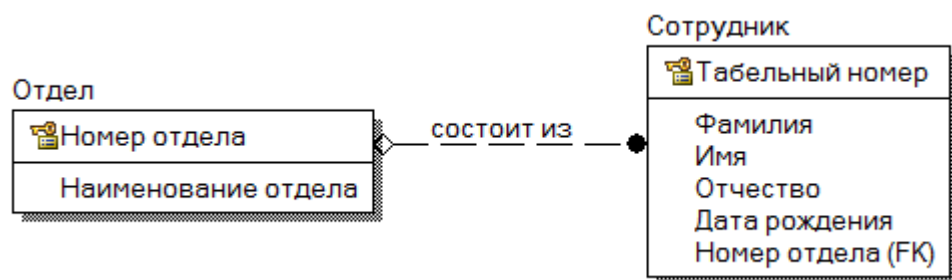 Отдел
Номер отдела
Наименование отдела
состоит из
Сотрудник
Табельный номер
Фамилия
Имя
Отчество
Дата рождения
Номер отдела (FK)